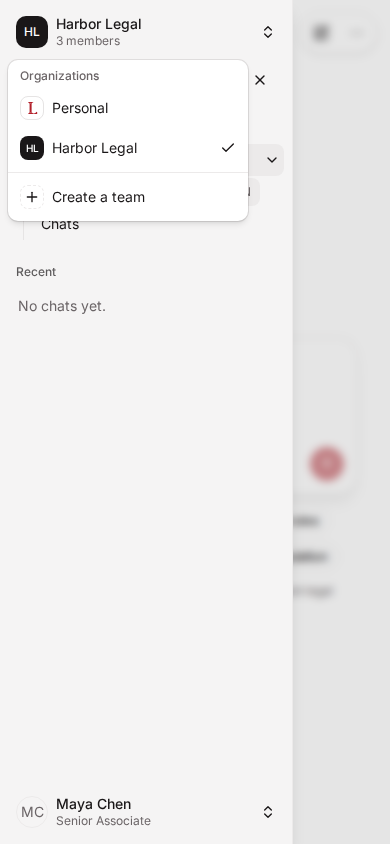 HL
Harbor Legal
3 members
Organizations
L Personal
HL Harbor Legal
Create a team
Chats
Recent
No chats yet.
MC
Maya Chen
Senior Associate